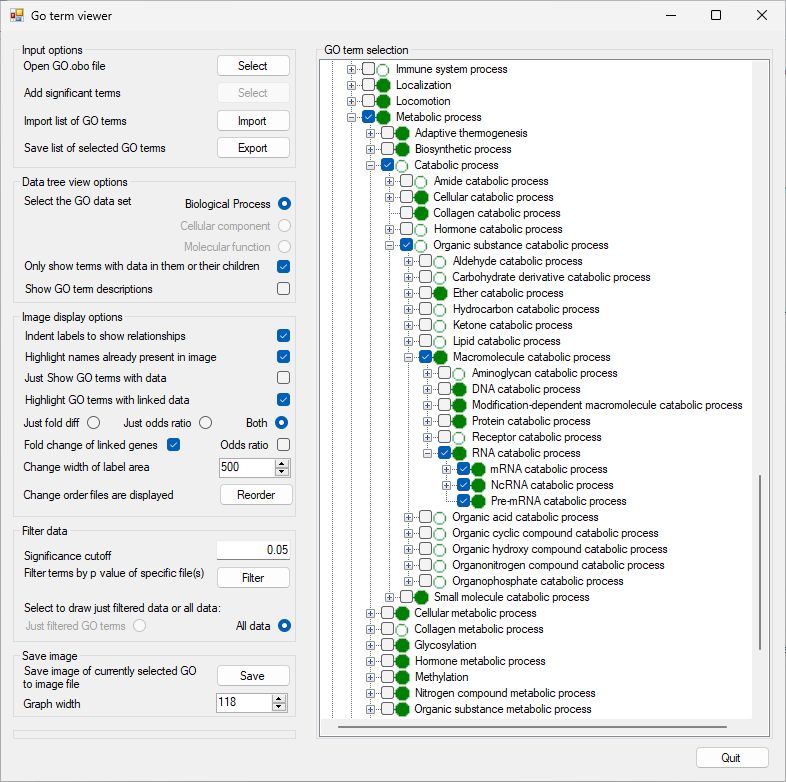 Go term viewer
Input options
Open GO.obo file
Select
Add significant terms
Select
Import list of GO terms
Import
Save list of selected GO terms
Export
Data tree view options
Select the GO data set
Biological Process
Cellular component
Molecular function
Only show terms with data in them or their children
Show GO term descriptions
Image display options
Indent labels to show relationships
Highlight names already present in image
Just Show GO terms with data
Highlight GO terms with linked data
Just fold diff
Just odds ratio
Both
Fold change of linked genes
Odds ratio
Change width of label area
500
Change order files are displayed
Reorder
Filter data
Significance cutoff
0.05
Filter terms by p value of specific file(s)
Filter
Select to draw just filtered data or all data:
Just filtered GO terms
All data
Save image
Save image of currently selected GO
to image file
Save
Graph width
118
GO term selection
Immune system process
Localization
Locomotion
Metabolic process
Adaptive thermogenesis
Biosynthetic process
Catabolic process
Amide catabolic process
Cellular catabolic process
Collagen catabolic process
Hormone catabolic process
Organic substance catabolic process
Aldehyde catabolic process
Carbohydrate derivative catabolic process
Ether catabolic process
Hydrocarbon catabolic process
Ketone catabolic process
Lipid catabolic process
Macromolecule catabolic process
Aminoglycan catabolic process
DNA catabolic process
Modification-dependent macromolecule catabolic process
Protein catabolic process
Receptor catabolic process
RNA catabolic process
mRNA catabolic process
NcRNA catabolic process
Pre-mRNA catabolic process
Organic acid catabolic process
Organic cyclic compound catabolic process
Organic hydroxy compound catabolic process
Organonitrogen compound catabolic process
Organophosphate catabolic process
Small molecule catabolic process
Cellular metabolic process
Collagen metabolic process
Glycosylation
Hormone metabolic process
Methylation
Nitrogen compound metabolic process
Organic substance metabolic process
Quit